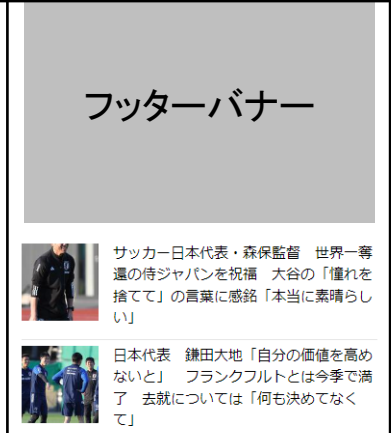 フッターバナー
サッカー日本代表・森保監督　世界一奪
還の侍ジャパンを祝福　大谷の「憧れを
捨てて」の言葉に感銘「本当に素晴らし
い」
日本代表　鎌田大地「自分の価値を高め
ないと」　フランクフルトとは今季で満
了　去就については「何も決めてなく
て」